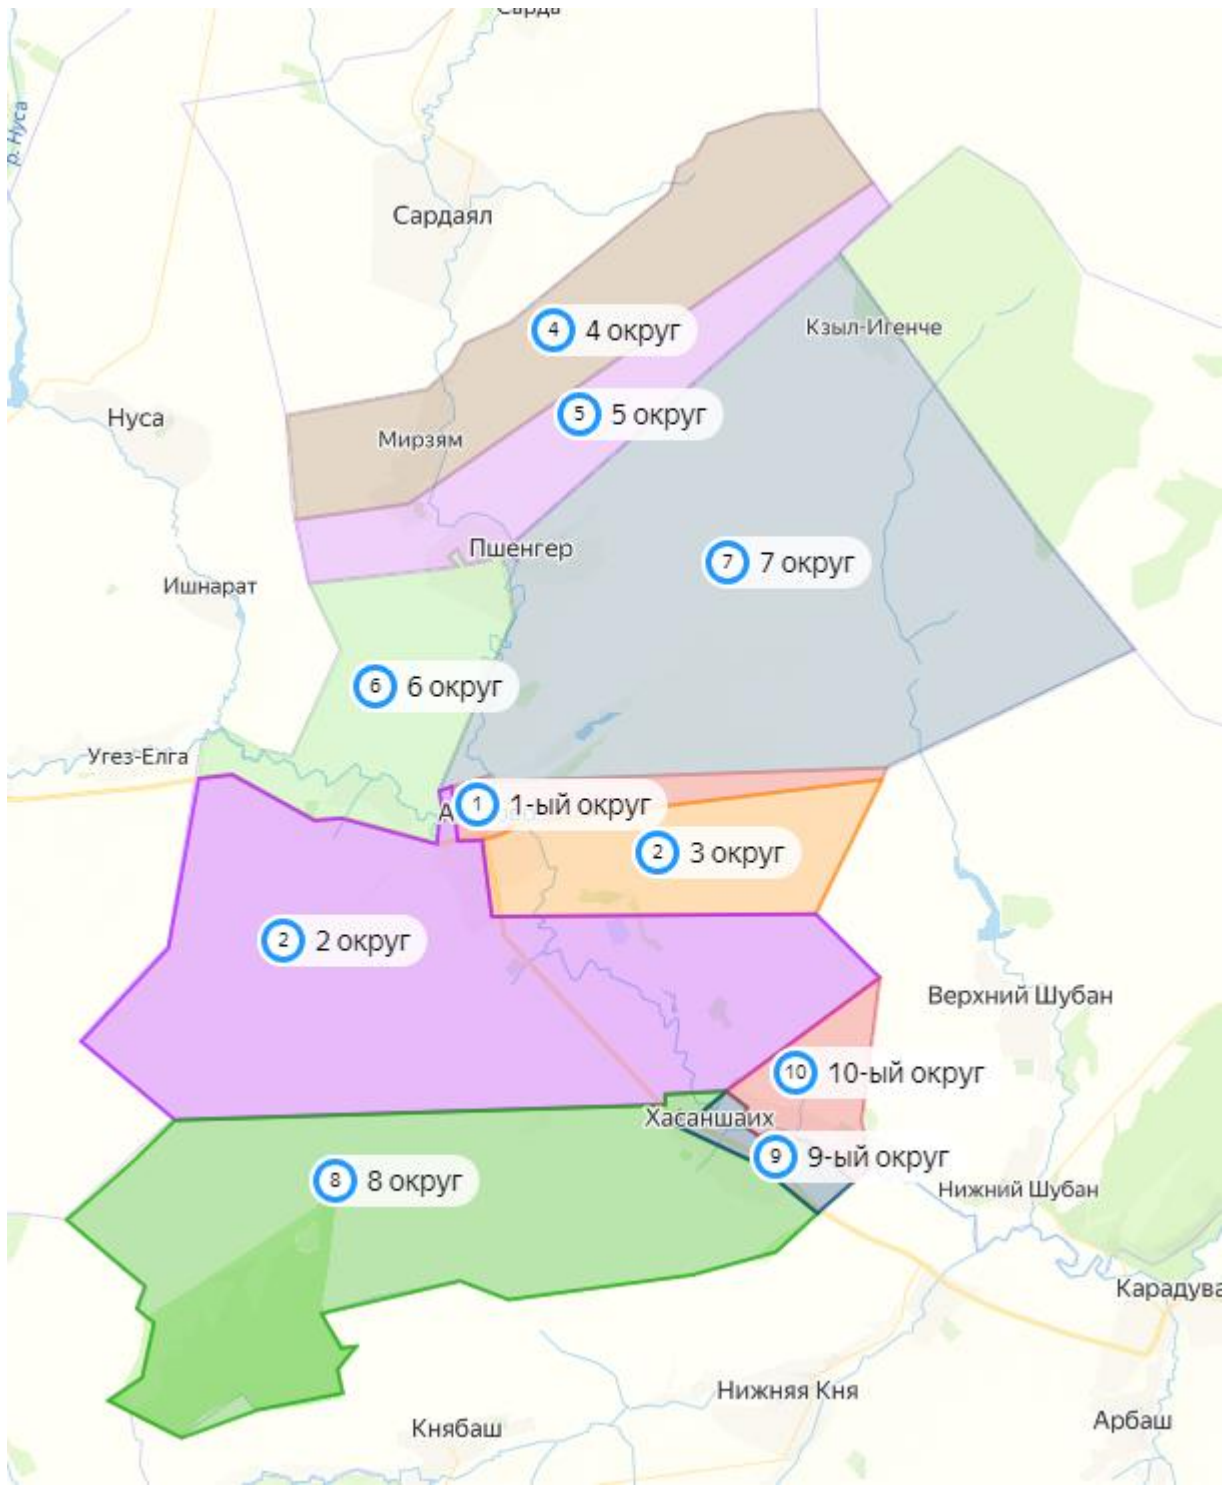 Сарда
р. Нуса
Сардаял
4 4 округ
Кзыл-Игенче
5 5 округ
Нуса
Мирзям
Пшенгер
7 7 округ
Ишнарат
6 6 округ
Угез-Елга
1 1-ый округ
2 3 округ
2 2 округ
Верхний Шубан
10 10-ый округ
Хасаншаих
9 9-ый округ
8 8 округ
Нижний Шубан
Карадува
Нижняя Кня
Арбаш
Княбаш